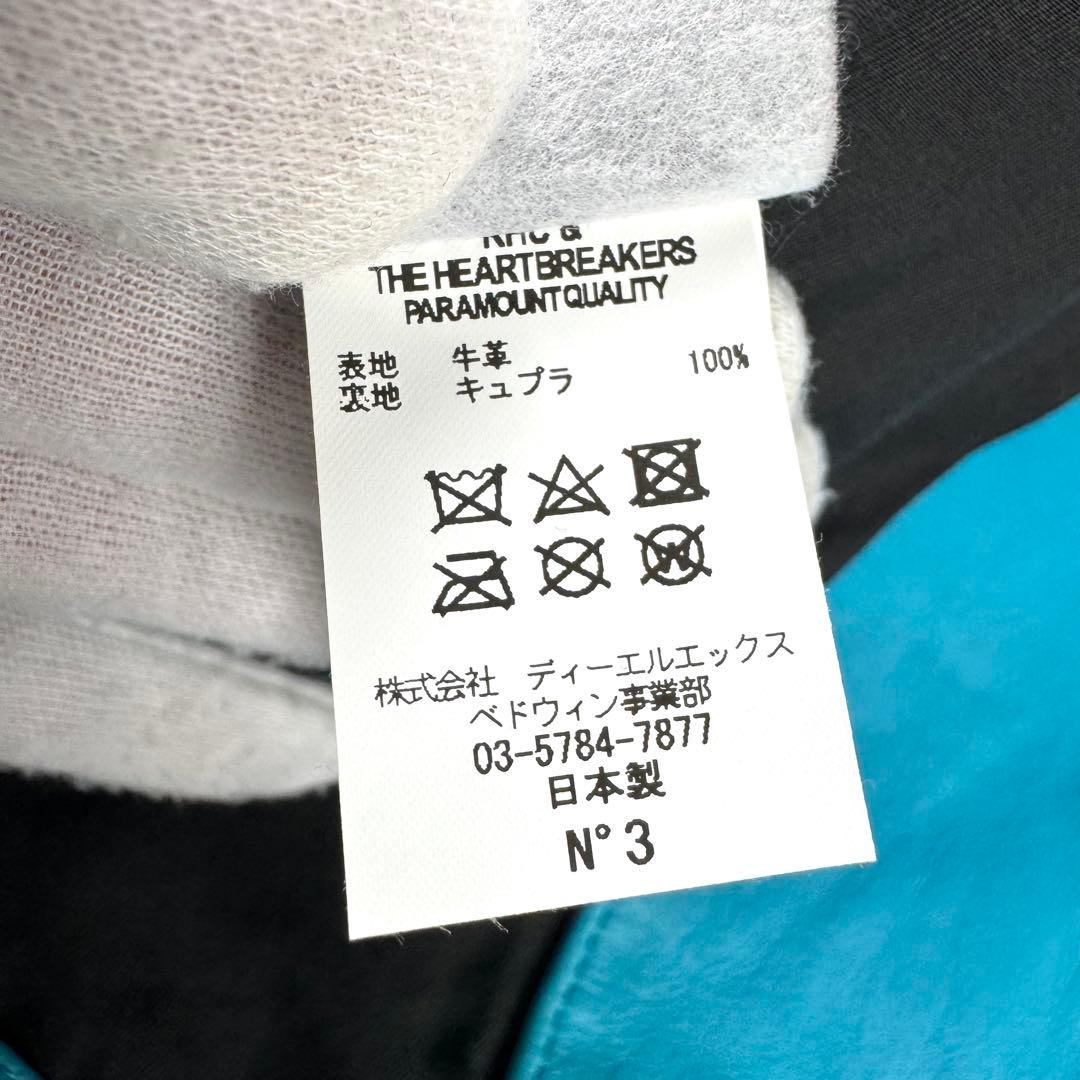 RHC &
THE HEARTBREAKERS
PARAMOUNT QUALITY
表地 牛革 100%
裏地 キュプラ
株式会社 ディーエルエックス
ベドウィン事業部
03-5784-7877
日本製
N°3